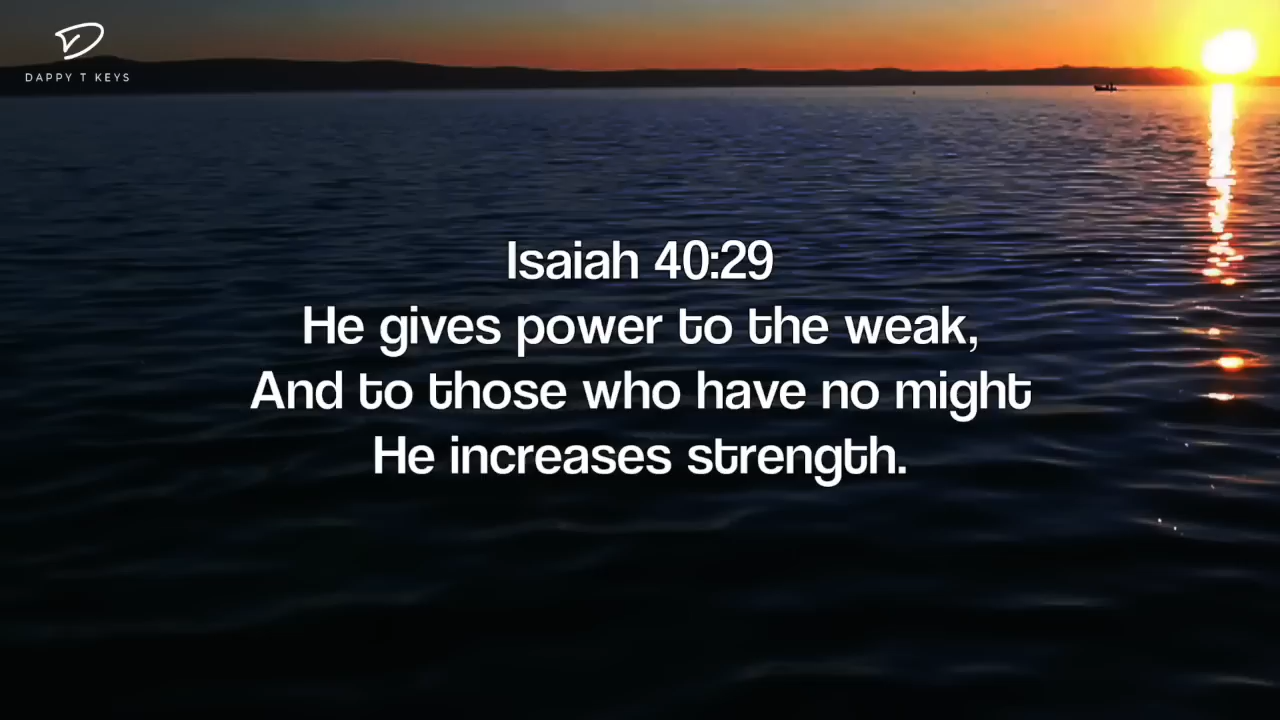 DAPPY T KEYS
Isaiah 40:29
He gives power to the weak,
And to those who have no might
He increases strength.